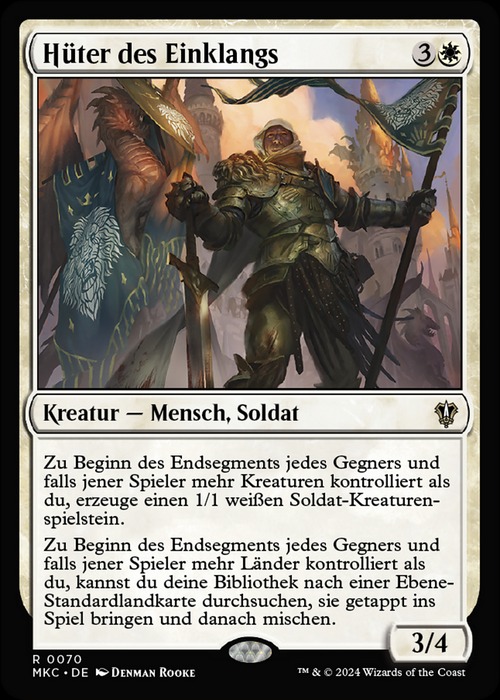 Hüter des Einklangs
3
Kreatur — Mensch, Soldat
Zu Beginn des Endsegments jedes Gegners und
falls jener Spieler mehr Kreaturen kontrolliert als
du, erzeuge einen 1/1 weißen Soldat-Kreaturen-
spielstein.
Zu Beginn des Endsegments jedes Gegners und
falls jener Spieler mehr Länder kontrolliert als
du, kannst du deine Bibliothek nach einer Ebene-
Standardlandkarte durchsuchen, sie getappt ins
Spiel bringen und danach mischen.
3/4
R 0070
MKC • DE Denman Rooke
™ & © 2024 Wizards of the Coast